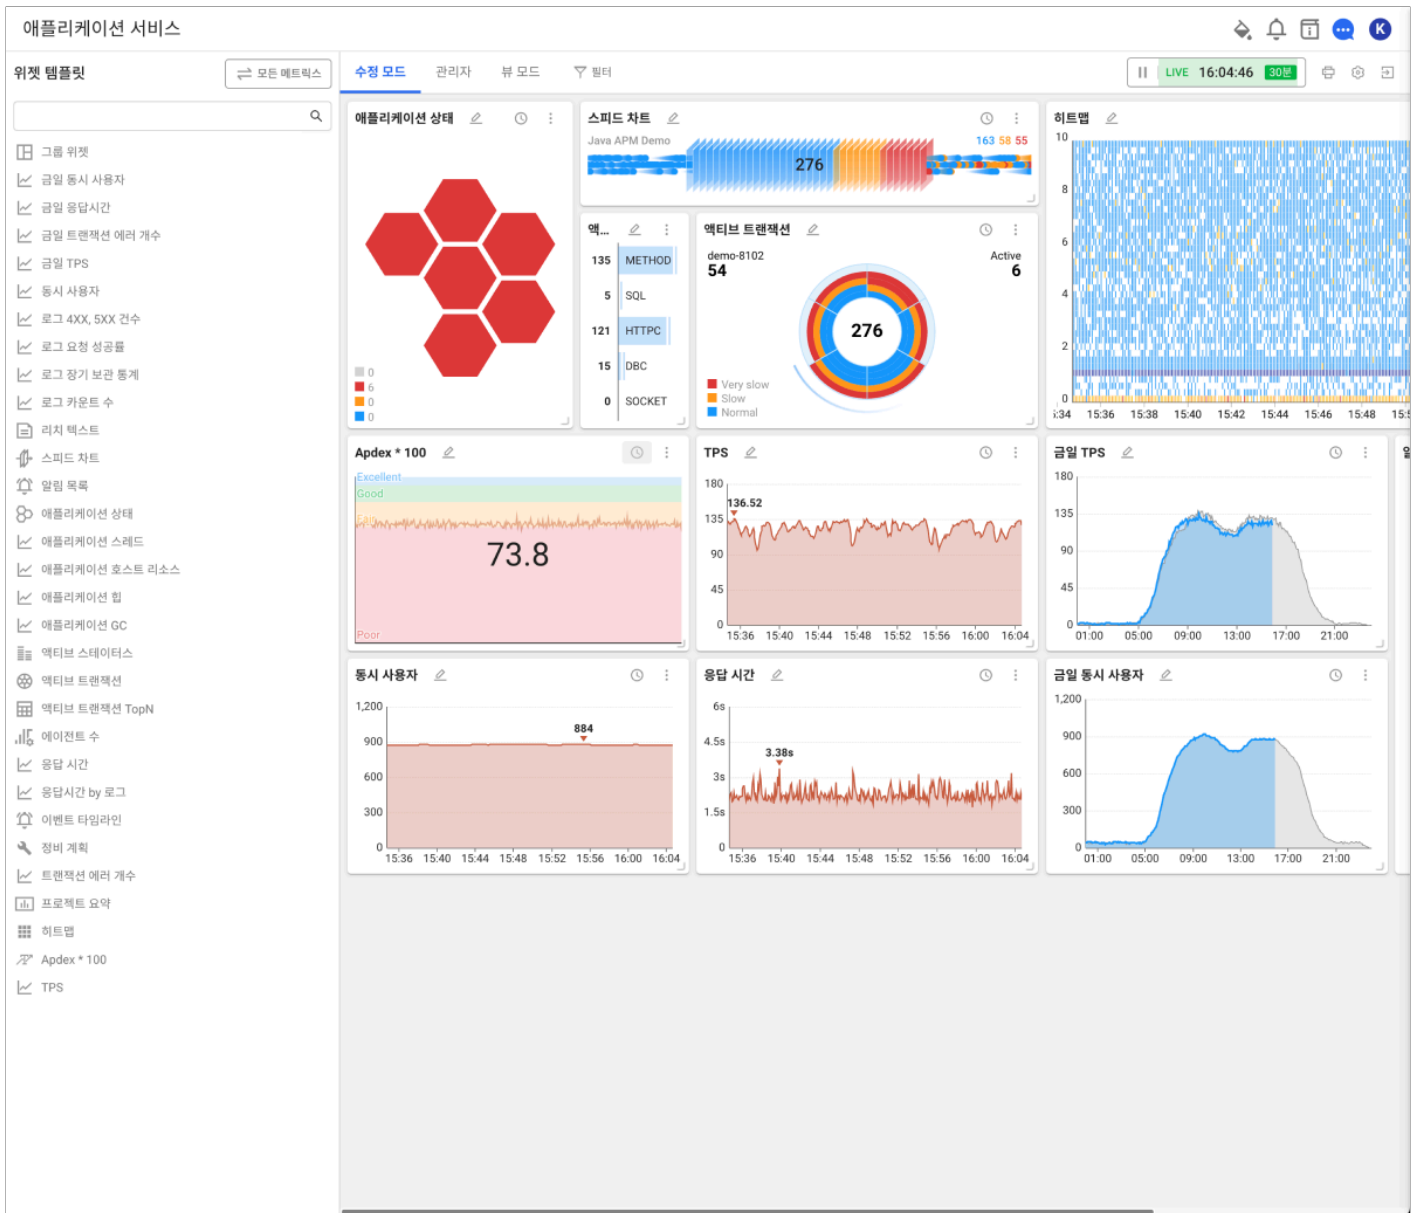 애플리케이션 서비스
K
위젯 템플릿
모든 메트릭스
수정 모드 관리자 뷰 모드 필터
LIVE 16:04:46 30분
그룹 위젯
금일 동시 사용자
금일 응답시간
금일 트랜잭션 에러 개수
금일 TPS
동시 사용자
로그 4XX, 5XX 건수
로그 요청 성공률
로그 장기 보관 통계
로그 카운트 수
리치 텍스트
스피드 차트
알림 목록
애플리케이션 상태
애플리케이션 스레드
애플리케이션 호스트 리소스
애플리케이션 힙
애플리케이션 GC
액티브 스테이터스
액티브 트랜잭션
액티브 트랜잭션 TopN
에이전트 수
응답 시간
응답시간 by 로그
이벤트 타임라인
정비 계획
트랜잭션 에러 개수
프로젝트 요약
히트맵
Apdex * 100
TPS
애플리케이션 상태
0
6
0
0
스피드 차트
Java APM Demo
163 58 55
276
액...
135 METHOD
5 SQL
121 HTTPC
15 DBC
0 SOCKET
액티브 트랜잭션
demo-8102
54
Active
6
276
Very slow
Slow
Normal
히트맵
10
8
6
4
2
0
:34 15:36 15:38 15:40 15:42 15:44 15:46 15:48 15:5
Apdex * 100
Excellent
Good
Fair
73.8
Poor
TPS
180
136.52
135
90
45
0
15:36 15:40 15:44 15:48 15:52 15:56 16:00 16:04
금일 TPS
180
135
90
45
0
01:00 05:00 09:00 13:00 17:00 21:00
동시 사용자
1,200
884
900
600
300
0
15:36 15:40 15:44 15:48 15:52 15:56 16:00 16:04
응답 시간
6s
4.5s
3.38s
3s
1.5s
0
15:36 15:40 15:44 15:48 15:52 15:56 16:00 16:04
금일 동시 사용자
1,200
900
600
300
0
01:00 05:00 09:00 13:00 17:00 21:00